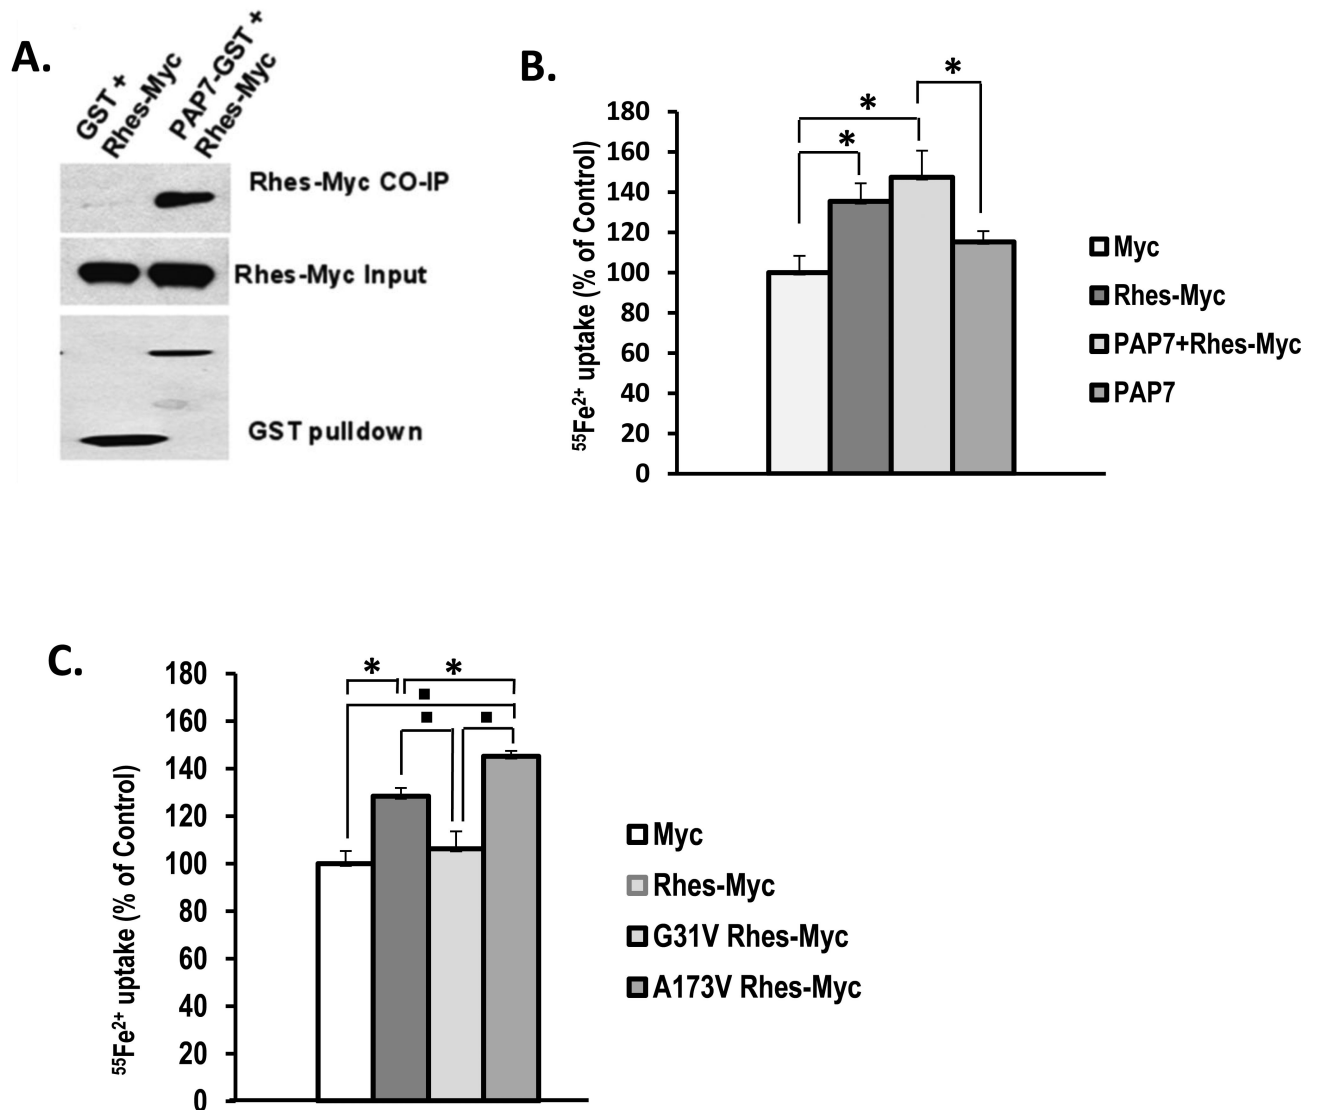 A.
GST +
Rhes-Myc
PAP7-GST +
Rhes-Myc
Rhes-Myc CO-IP
Rhes-Myc Input
GST pulldown
B.
55Fe2+ uptake (% of Control)
180
160
140
120
100
80
60
40
20
0
*
*
*
Myc
Rhes-Myc
PAP7+Rhes-Myc
PAP7
C.
55Fe2+ uptake (% of Control)
180
160
140
120
100
80
60
40
20
0
* *
Myc
Rhes-Myc
G31V Rhes-Myc
A173V Rhes-Myc